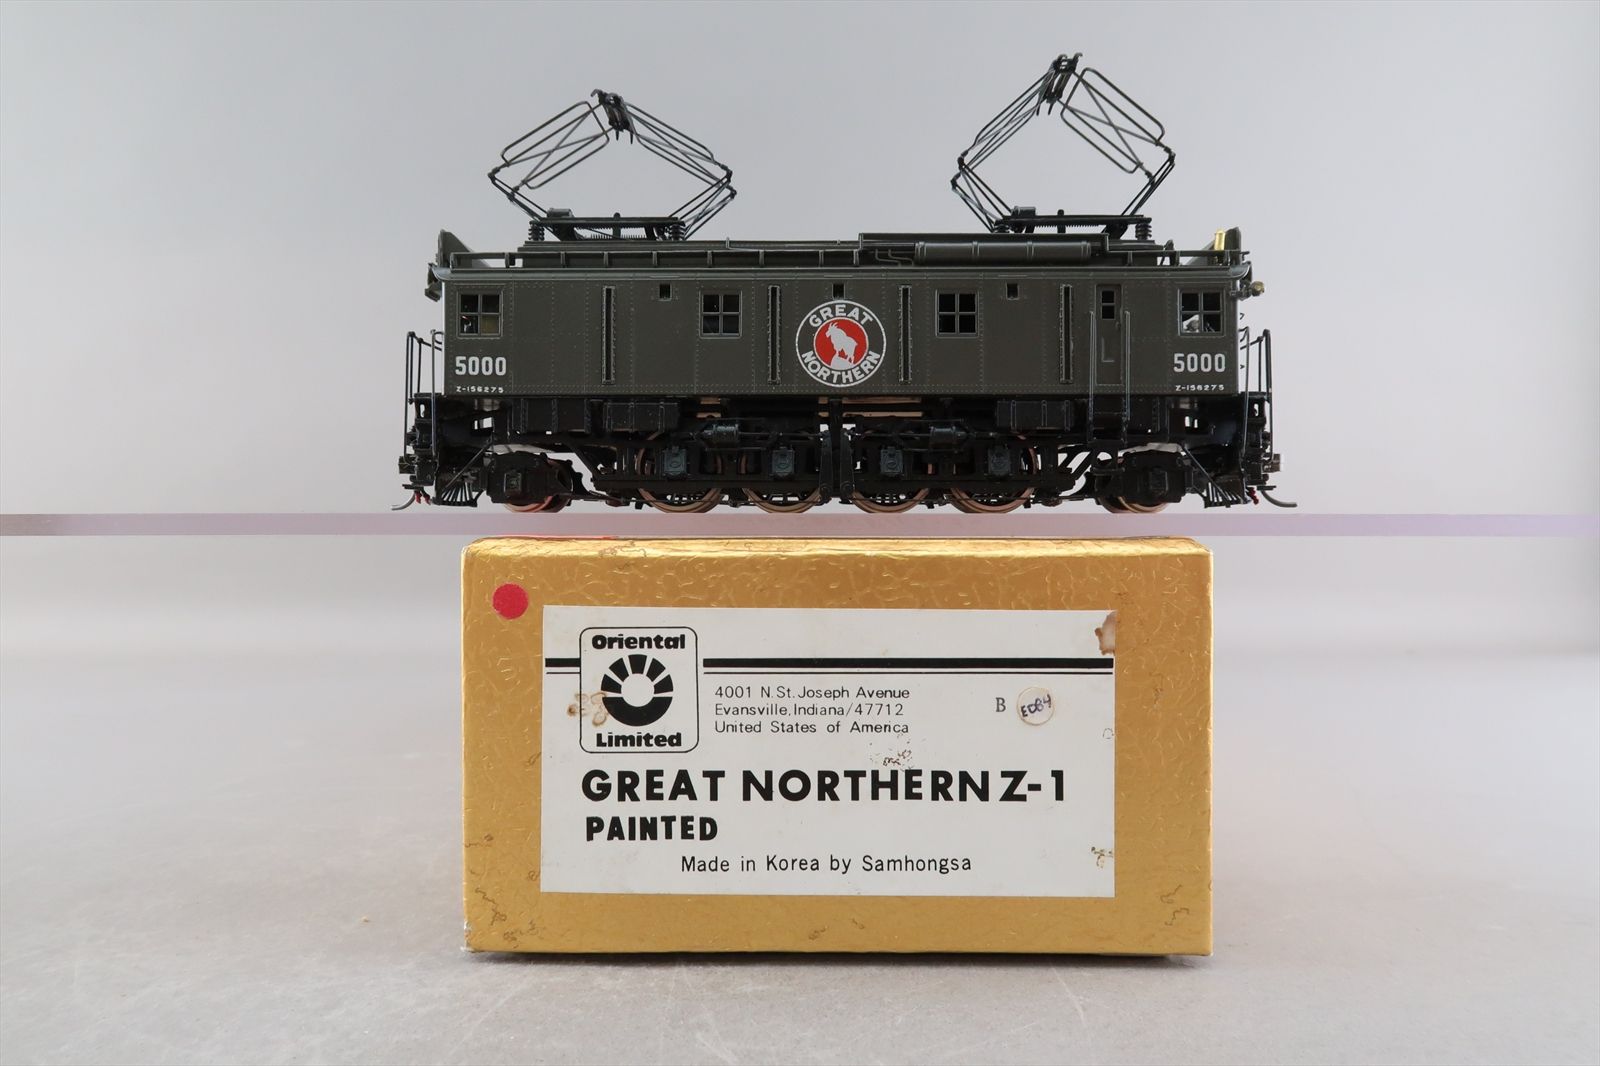 GREAT
NORTHERN
5000
5000
Z-156275
Z-156275
Oriental
Limited
4001 N. St. Joseph Avenue
Evansville, Indiana/47712
United States of America
B
ED84
GREAT NORTHERN Z-1
PAINTED
Made in Korea by Samhongsa